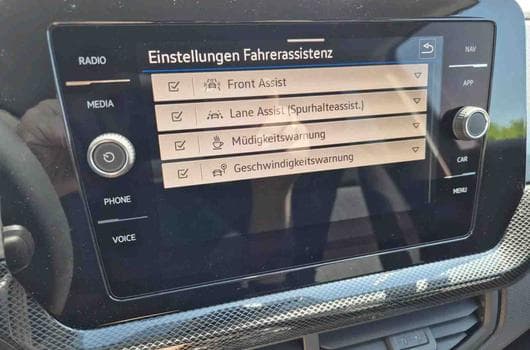 RADIO
MEDIA
PHONE
VOICE
Einstellungen Fahrerassistenz
Front Assist
Lane Assist (Spurhalteassist.)
Müdigkeitswarnung
Geschwindigkeitswarnung
NAV
APP
CAR
MENU